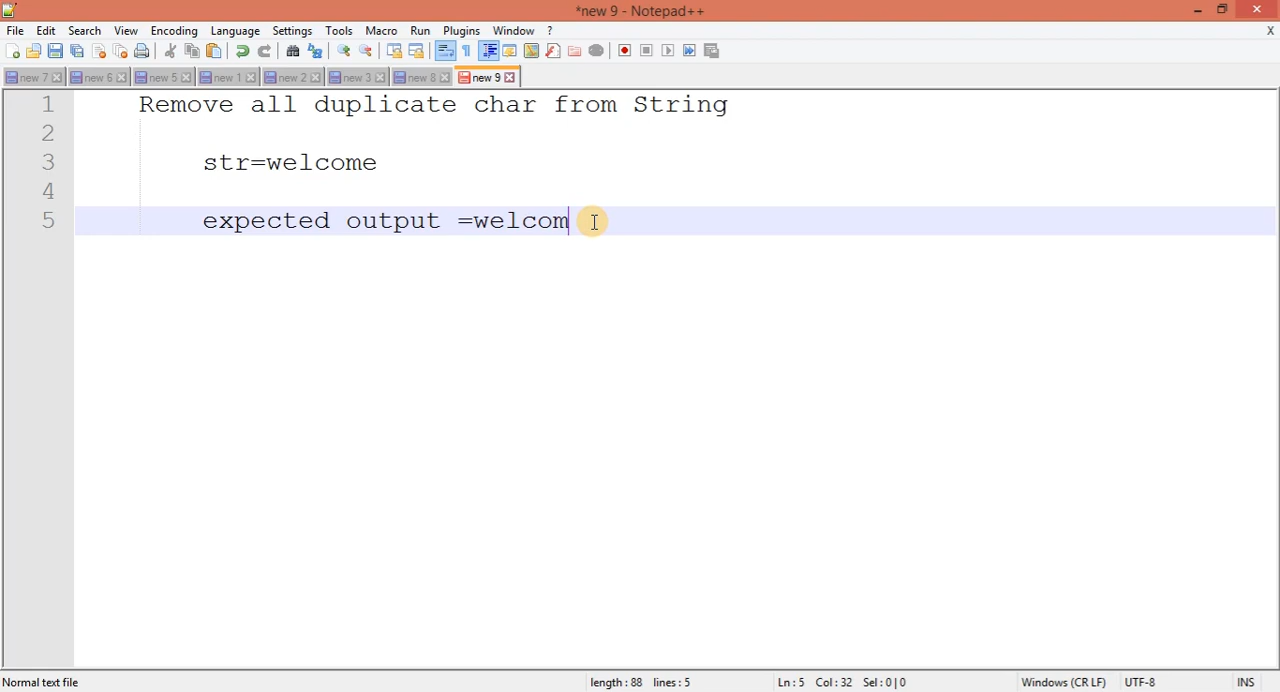 *new 9 - Notepad++
File Edit Search View Encoding Language Settings Tools Macro Run Plugins Window ? X
new 7 new 6 new 5 new 1 new 2 new 3 new 8 new 9
1 Remove all duplicate char from String
2
3 str=welcome
4
5 expected output =welcom
Normal text file length : 88 lines : 5 Ln : 5 Col : 32 Sel : 0 | 0 Windows (CR LF) UTF-8 INS